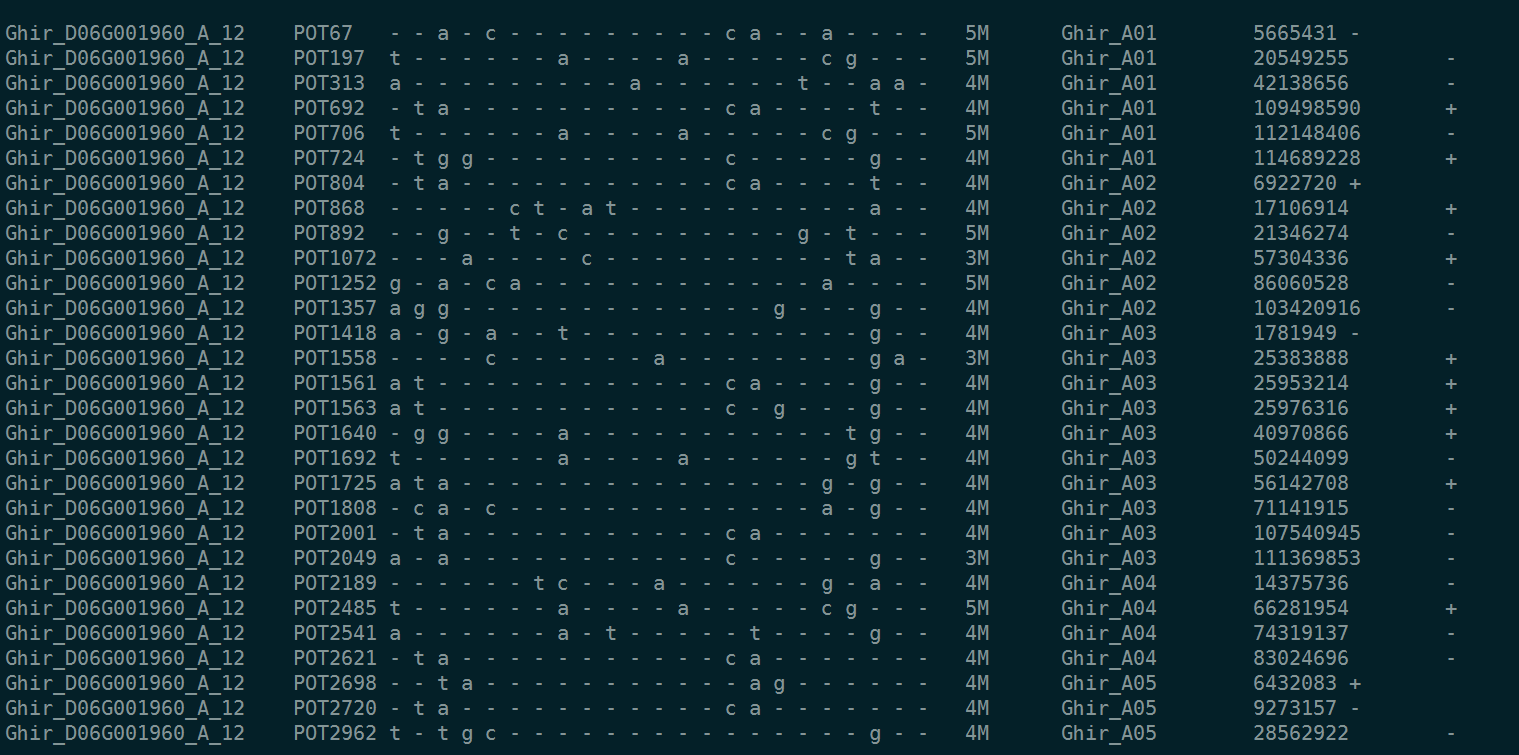 Ghir_D06G001960_A_12 POT67 - - a - c - - - - - - - - - c a - - a - - - - 5M Ghir_A01 5665431 -
Ghir_D06G001960_A_12 POT197 t - - - - - - a - - - - a - - - - - c g - - - 5M Ghir_A01 20549255 -
Ghir_D06G001960_A_12 POT313 a - - - - - - - - - a - - - - - - t - - a a - 4M Ghir_A01 42138656 -
Ghir_D06G001960_A_12 POT692 - t a - - - - - - - - - - - c a - - - - t - - 4M Ghir_A01 109498590 +
Ghir_D06G001960_A_12 POT706 t - - - - - - a - - - - a - - - - - c g - - - 5M Ghir_A01 112148406 -
Ghir_D06G001960_A_12 POT724 - t g g - - - - - - - - - - c - - - - - g - - 4M Ghir_A01 114689228 +
Ghir_D06G001960_A_12 POT804 - t a - - - - - - - - - - - c a - - - - t - - 4M Ghir_A02 6922720 +
Ghir_D06G001960_A_12 POT868 - - - - - c t - a t - - - - - - - - - - a - - 4M Ghir_A02 17106914 +
Ghir_D06G001960_A_12 POT892 - - g - - t - c - - - - - - - - - g - t - - - 5M Ghir_A02 21346274 -
Ghir_D06G001960_A_12 POT1072 - - - a - - - - c - - - - - - - - - - t a - - 3M Ghir_A02 57304336 +
Ghir_D06G001960_A_12 POT1252 g - a - c a - - - - - - - - - - - - a - - - - 5M Ghir_A02 86060528 -
Ghir_D06G001960_A_12 POT1357 a g g - - - - - - - - - - - - - g - - - g - - 4M Ghir_A02 103420916 -
Ghir_D06G001960_A_12 POT1418 a - g - a - - t - - - - - - - - - - - - g - - 4M Ghir_A03 1781949 -
Ghir_D06G001960_A_12 POT1558 - - - - c - - - - - - a - - - - - - - - g a - 3M Ghir_A03 25383888 +
Ghir_D06G001960_A_12 POT1561 a t - - - - - - - - - - - - c a - - - - g - - 4M Ghir_A03 25953214 +
Ghir_D06G001960_A_12 POT1563 a t - - - - - - - - - - - - c - g - - - g - - 4M Ghir_A03 25976316 +
Ghir_D06G001960_A_12 POT1640 - g g - - - - a - - - - - - - - - - - t g - - 4M Ghir_A03 40970866 +
Ghir_D06G001960_A_12 POT1692 t - - - - - - a - - - - a - - - - - - g t - - 4M Ghir_A03 50244099 -
Ghir_D06G001960_A_12 POT1725 a t a - - - - - - - - - - - - - - - g - g - - 4M Ghir_A03 56142708 +
Ghir_D06G001960_A_12 POT1808 - c a - c - - - - - - - - - - - - - a - g - - 4M Ghir_A03 71141915 -
Ghir_D06G001960_A_12 POT2001 - t a - - - - - - - - - - - c a - - - - - - - 4M Ghir_A03 107540945 -
Ghir_D06G001960_A_12 POT2049 a - a - - - - - - - - - - - c - - - - - g - - 3M Ghir_A03 111369853 -
Ghir_D06G001960_A_12 POT2189 - - - - - - t c - - - a - - - - - - g - a - - 4M Ghir_A04 14375736 -
Ghir_D06G001960_A_12 POT2485 t - - - - - - a - - - - a - - - - - c g - - - 5M Ghir_A04 66281954 +
Ghir_D06G001960_A_12 POT2541 a - - - - - - a - t - - - - - t - - - - g - - 4M Ghir_A04 74319137 -
Ghir_D06G001960_A_12 POT2621 - t a - - - - - - - - - - - c a - - - - - - - 4M Ghir_A04 83024696 -
Ghir_D06G001960_A_12 POT2698 - - t a - - - - - - - - - - - a g - - - - - - 4M Ghir_A05 6432083 +
Ghir_D06G001960_A_12 POT2720 - t a - - - - - - - - - - - c a - - - - - - - 4M Ghir_A05 9273157 -
Ghir_D06G001960_A_12 POT2962 t - t g c - - - - - - - - - - - - - - - g - - 4M Ghir_A05 28562922 -